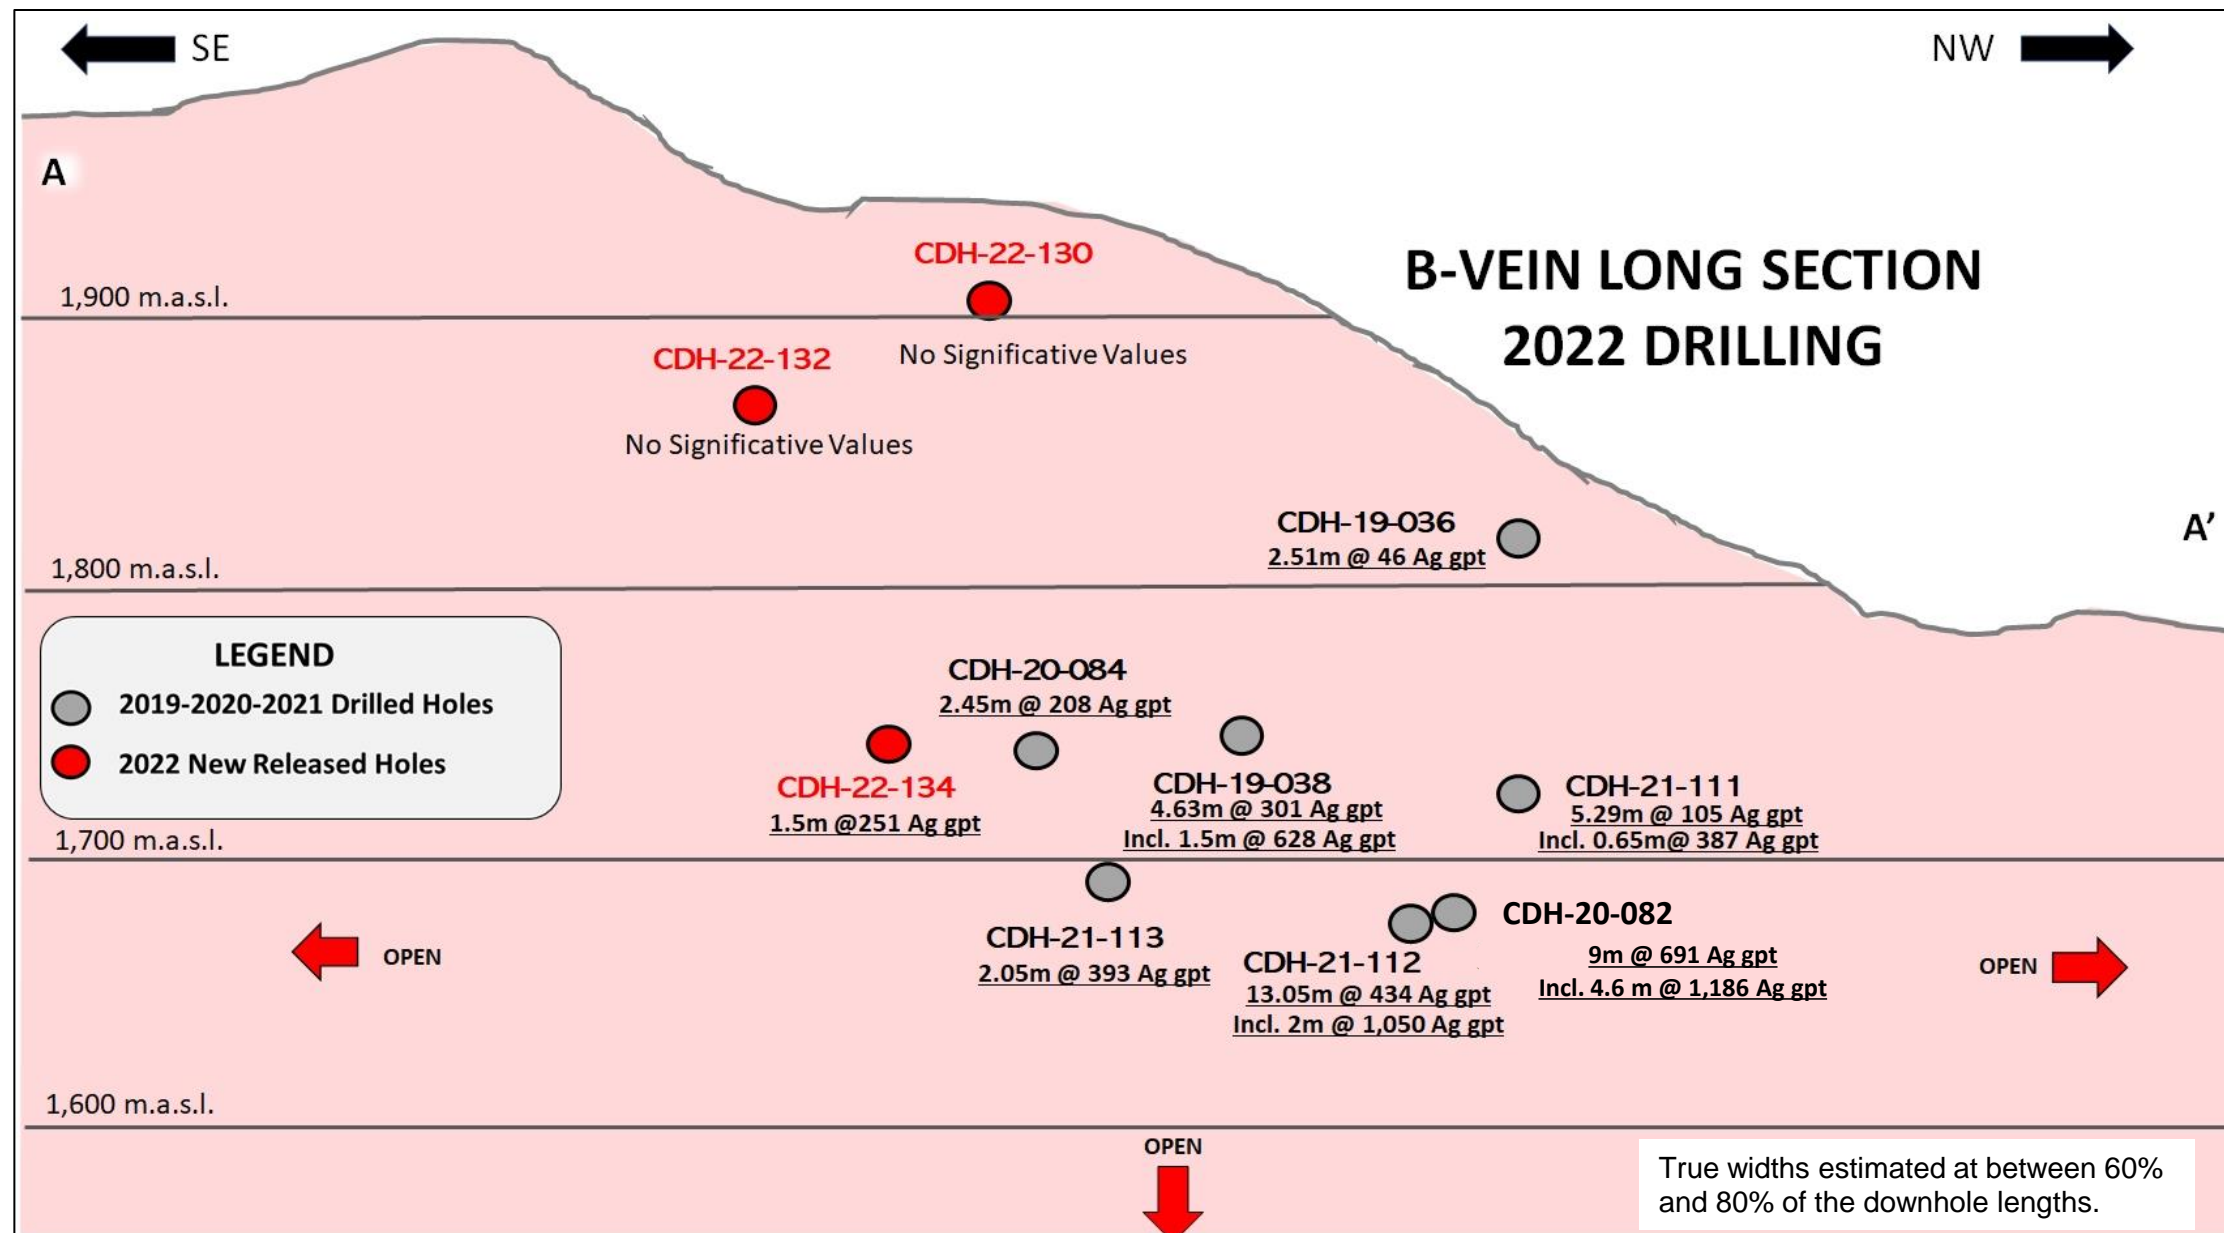 SE
NW
A
CDH-22-130
B-VEIN LONG SECTION
2022 DRILLING
1,900 m.a.s.l.
No Significative Values
CDH-22-132
No Significative Values
CDH-19-036
2.51m @ 46 Ag gpt
A’
1,800 m.a.s.l.
LEGEND
2019-2020-2021 Drilled Holes
2022 New Released Holes
CDH-20-084
2.45m @ 208 Ag gpt
CDH-22-134
1.5m @251 Ag gpt
CDH-19-038
4.63m @ 301 Ag gpt
Incl. 1.5m @ 628 Ag gpt
CDH-21-111
5.29m @ 105 Ag gpt
Incl. 0.65m@ 387 Ag gpt
1,700 m.a.s.l.
CDH-21-113
2.05m @ 393 Ag gpt
CDH-21-112
13.05m @ 434 Ag gpt
Incl. 2m @ 1,050 Ag gpt
CDH-20-082
9m @ 691 Ag gpt
Incl. 4.6 m @ 1,186 Ag gpt
OPEN
OPEN
1,600 m.a.s.l.
OPEN
True widths estimated at between 60%
and 80% of the downhole lengths.